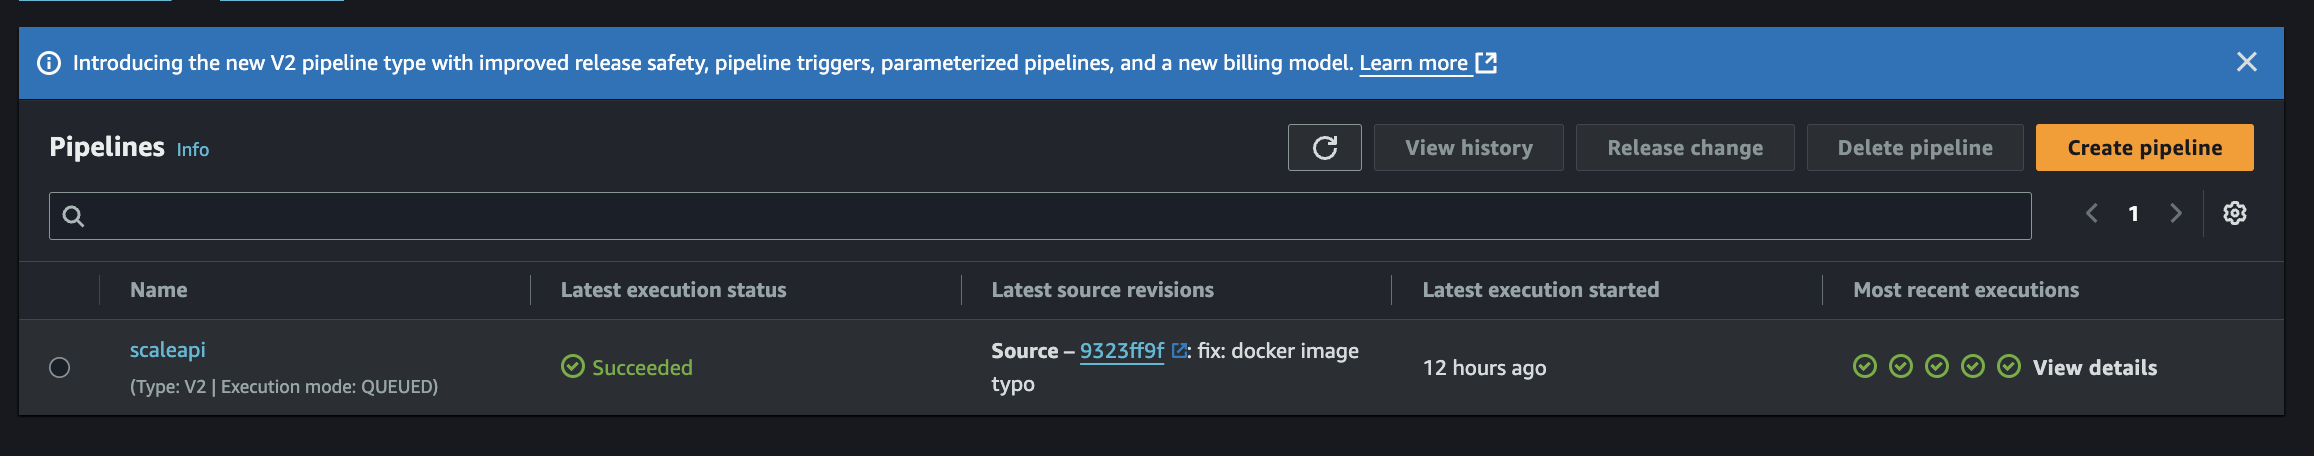 Introducing the new V2 pipeline type with improved release safety, pipeline triggers, parameterized pipelines, and a new billing model. Learn more
Pipelines Info
View history
Release change
Delete pipeline
Create pipeline
1
Name
Latest execution status
Latest source revisions
Latest execution started
Most recent executions
scaleapi
(Type: V2 | Execution mode: QUEUED)
Succeeded
Source – 9323ff9f : fix: docker image
typo
12 hours ago
View details